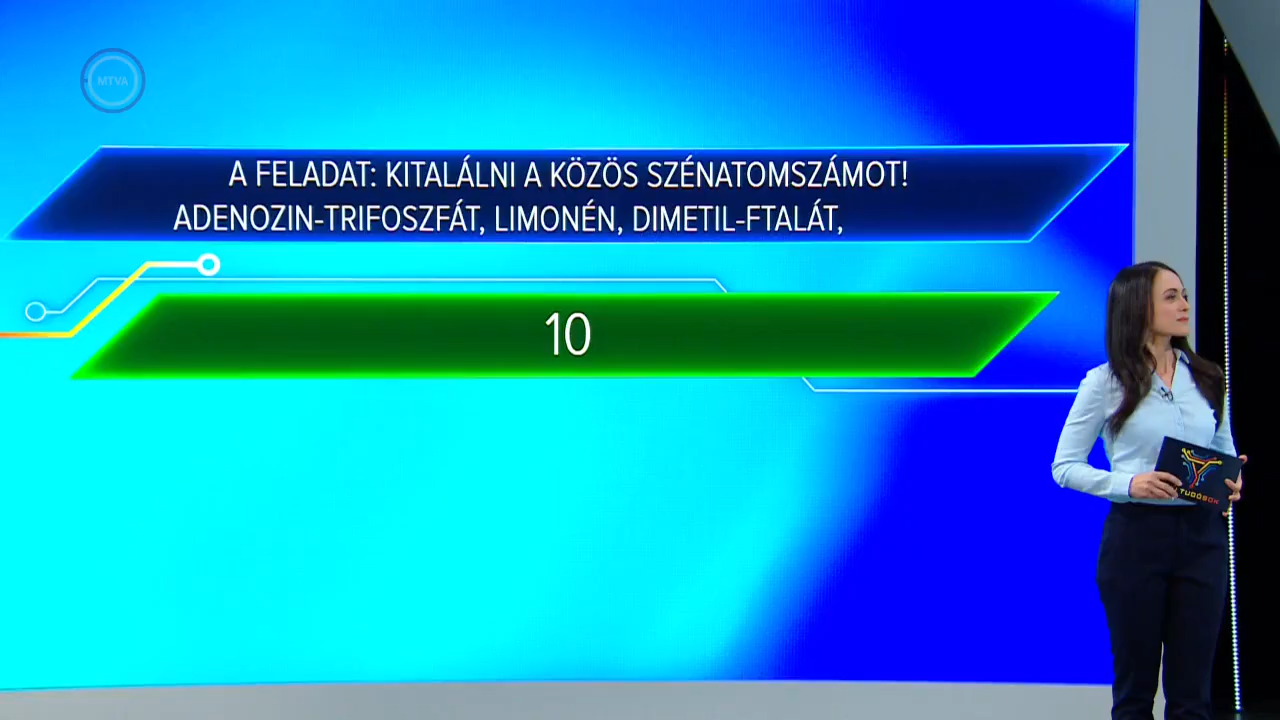 MTVA
A FELADAT: KITALÁLNI A KÖZÖS SZÉNATOMSZÁMOT!
ADENOZIN-TRIFOSZFÁT, LIMONÉN, DIMETIL-FTALÁT,
10
TUDÓSOK